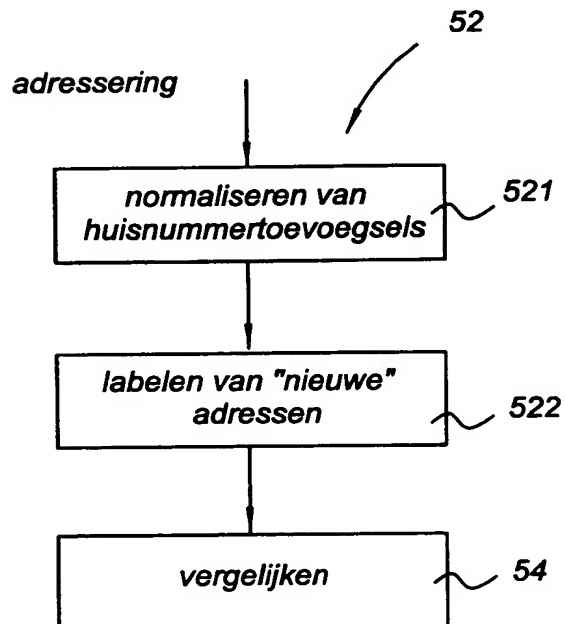 52
adressering
normaliseren van
huisnummertoevoegsels
521
labelen van "nieuwe"
adressen
522
vergelijken
54